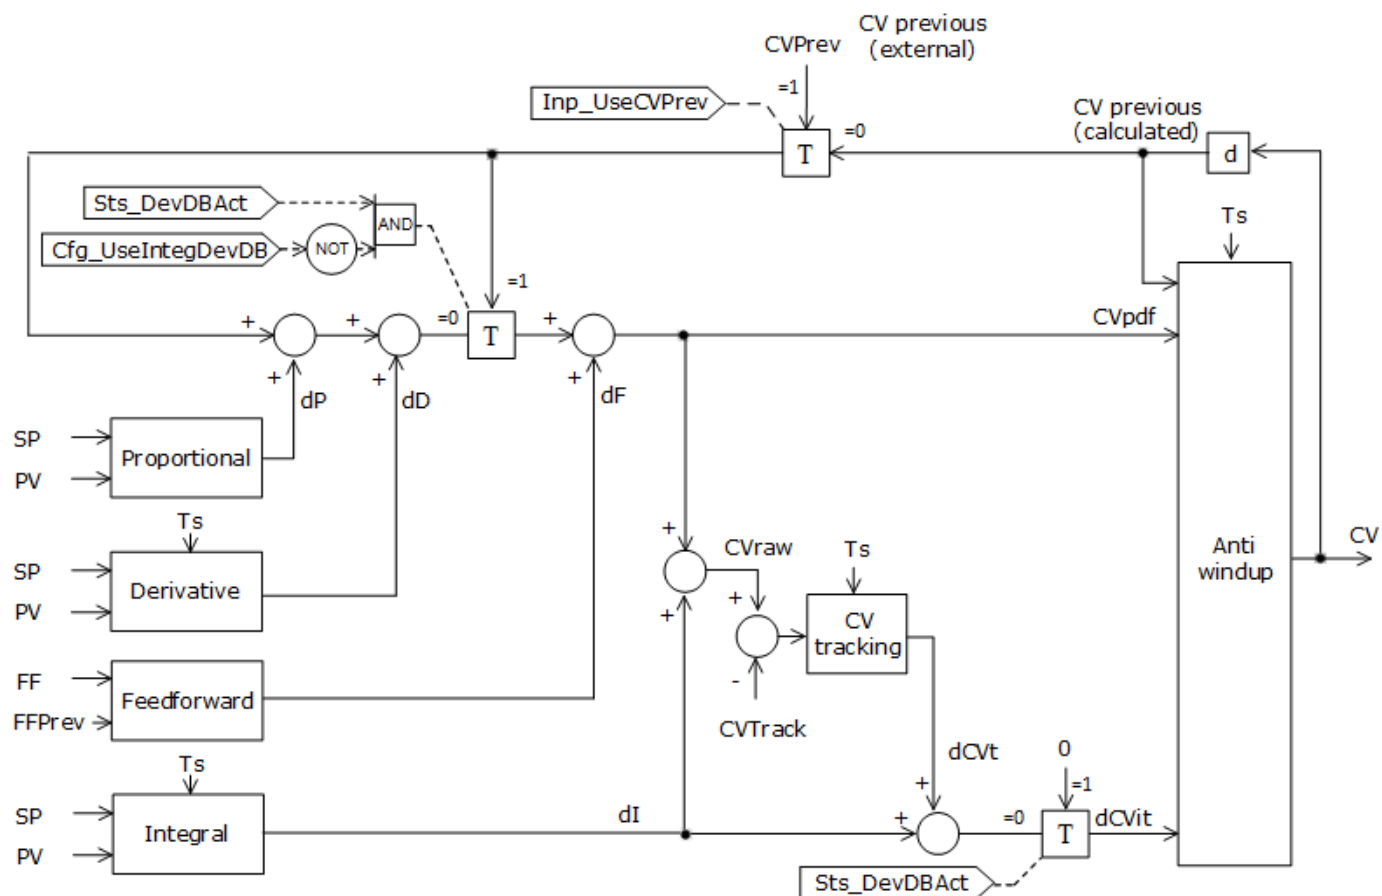 CV previous
(external)
CVPrev
=1
Inp_UseCVPrev
CV previous
(calculated)
=0
T
d
Sts_DevDBAct
AND
Ts
Cfg_UseIntegDevDB
NOT
=1
+
+
=0
T
+
+
CVpdf
+
+
+
dP
dD
dF
SP
Proportional
PV
Ts
SP
Derivative
PV
+
CVraw
Ts
Anti
windup
CV
+
+
CV
tracking
-
CVTrack
FF
Feedforward
FFPrev
Ts
dCVt
0
=1
SP
Integral
PV
dI
+
+
=0
T
dCVit
Sts_DevDBAct